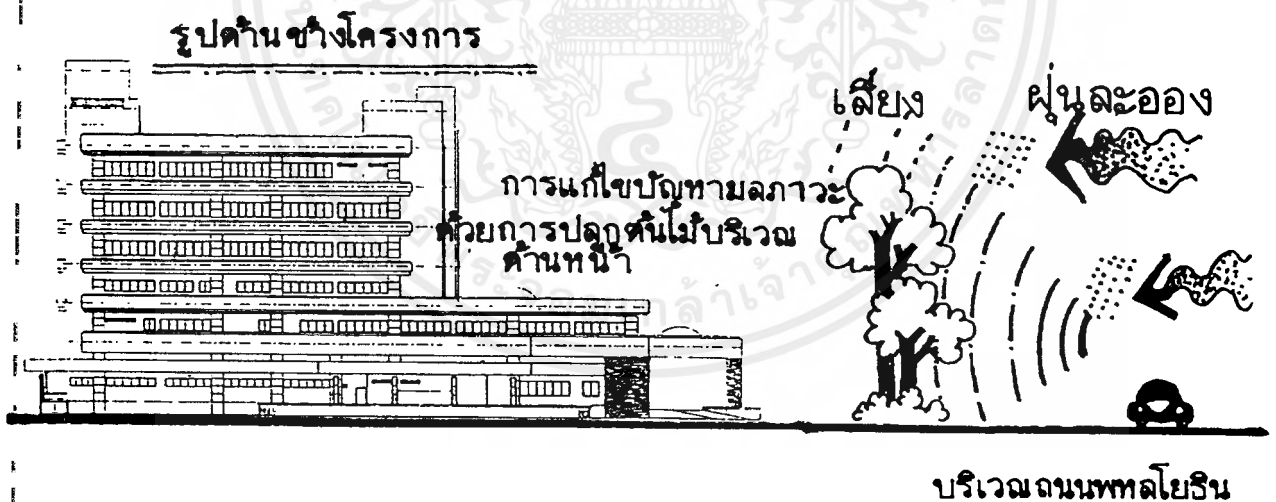 รูปด้านข้างโครงการ
เสียง
ฝุ่นละออง
การแก้ไขปัญหามลภาวะ
ด้วยการปลูกต้นไม้บริเวณ
ด้านหน้า
บริเวณถนนพหลโยธิน